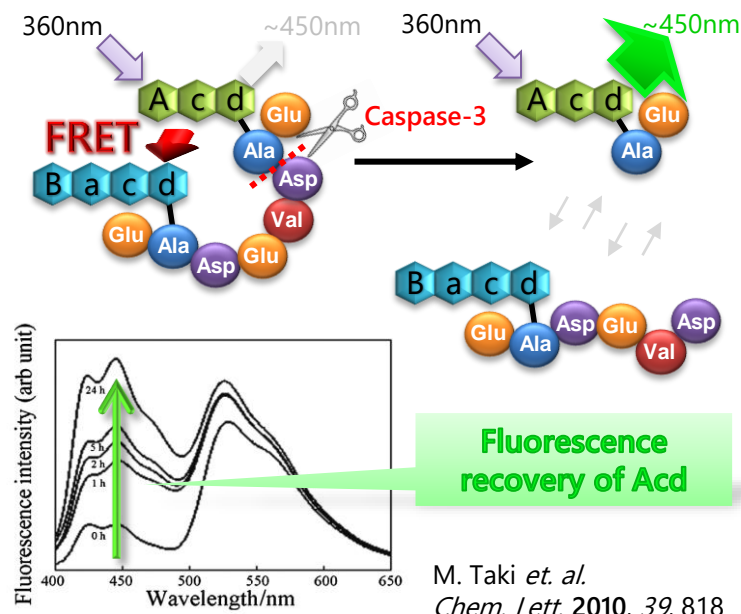 360nm
~450nm
A c d
Glu
FRET
Ala
Caspase-3
Asp
B a c d
Val
Glu
Ala
Asp
Glu
360nm
~450nm
A c d
Glu
Ala
B a c d
Glu
Ala
Asp
Glu
Val
Asp
Fluorescence intensity (arb unit)
24 h
5 h
2 h
1 h
0 h
400 450 500 550 600 650
Wavelength/nm
Fluorescence
recovery of Acd
M. Taki et. al.
Chem. Lett. 2010, 39, 818